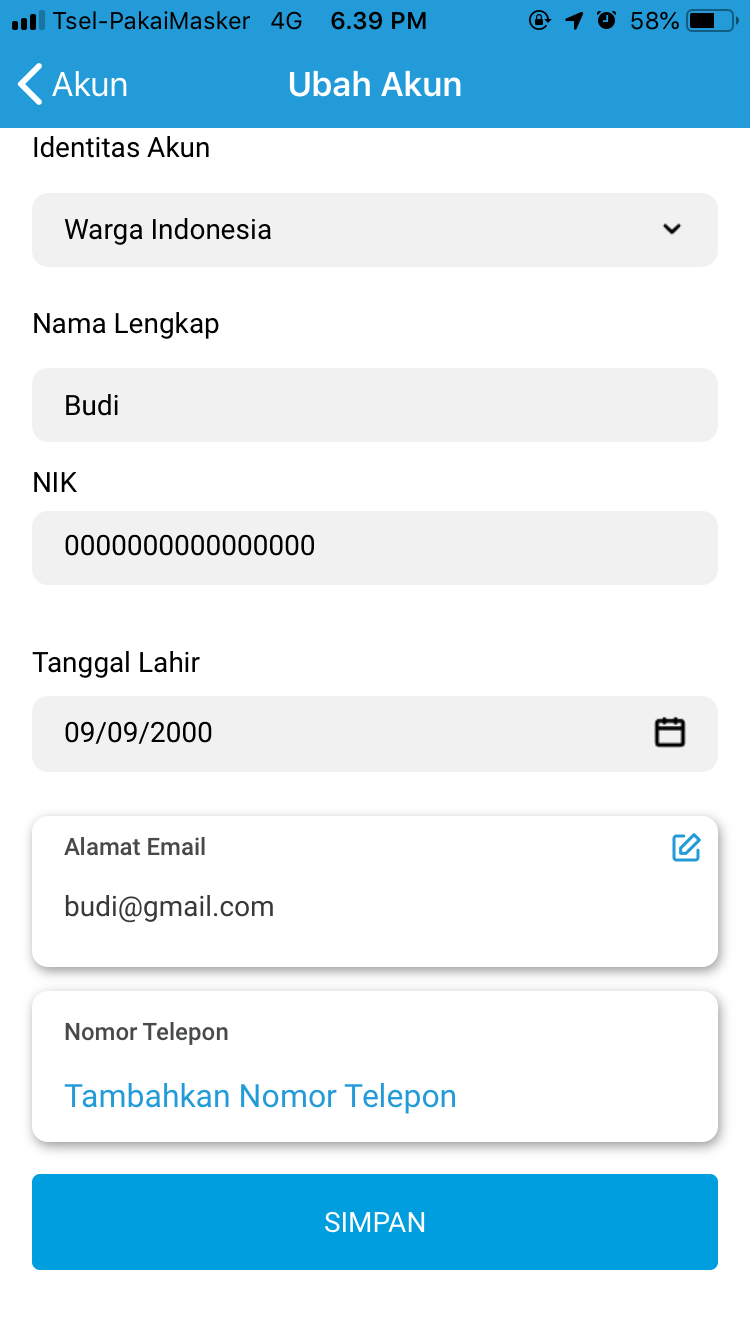 Tsel-PakaiMasker 4G 6.39 PM 58%
Akun Ubah Akun
Identitas Akun
Warga Indonesia
Nama Lengkap
Budi
NIK
0000000000000000
Tanggal Lahir
09/09/2000
Alamat Email
budi@gmail.com
Nomor Telepon
Tambahkan Nomor Telepon
SIMPAN